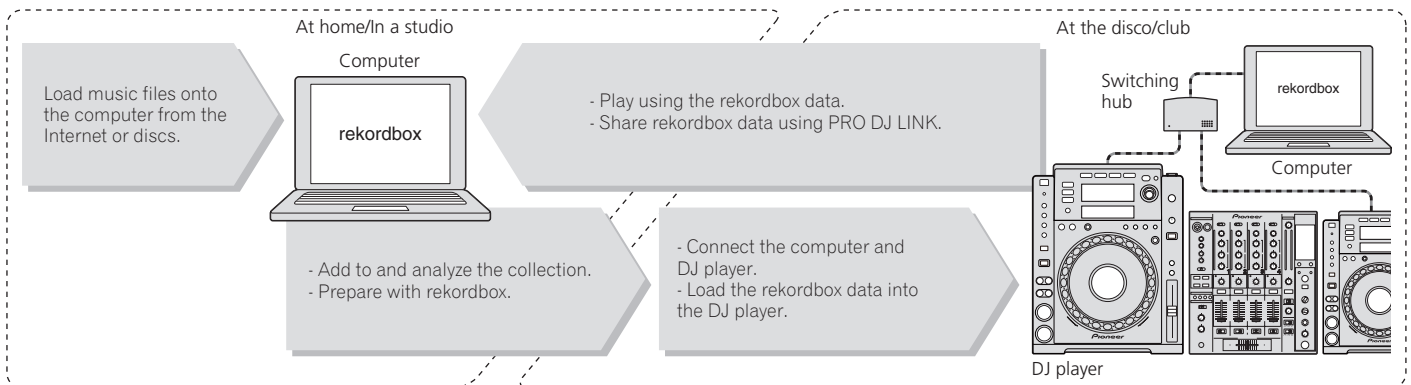 At home/In a studio
Computer
Load music files onto
the computer from the
Internet or discs.
rekordbox
- Play using the rekordbox data.
- Share rekordbox data using PRO DJ LINK.
- Add to and analyze the collection.
- Prepare with rekordbox.
- Connect the computer and
DJ player.
- Load the rekordbox data into
the DJ player.
At the disco/club
Switching
hub
rekordbox
Computer
Pioneer
Pioneer
DJ player